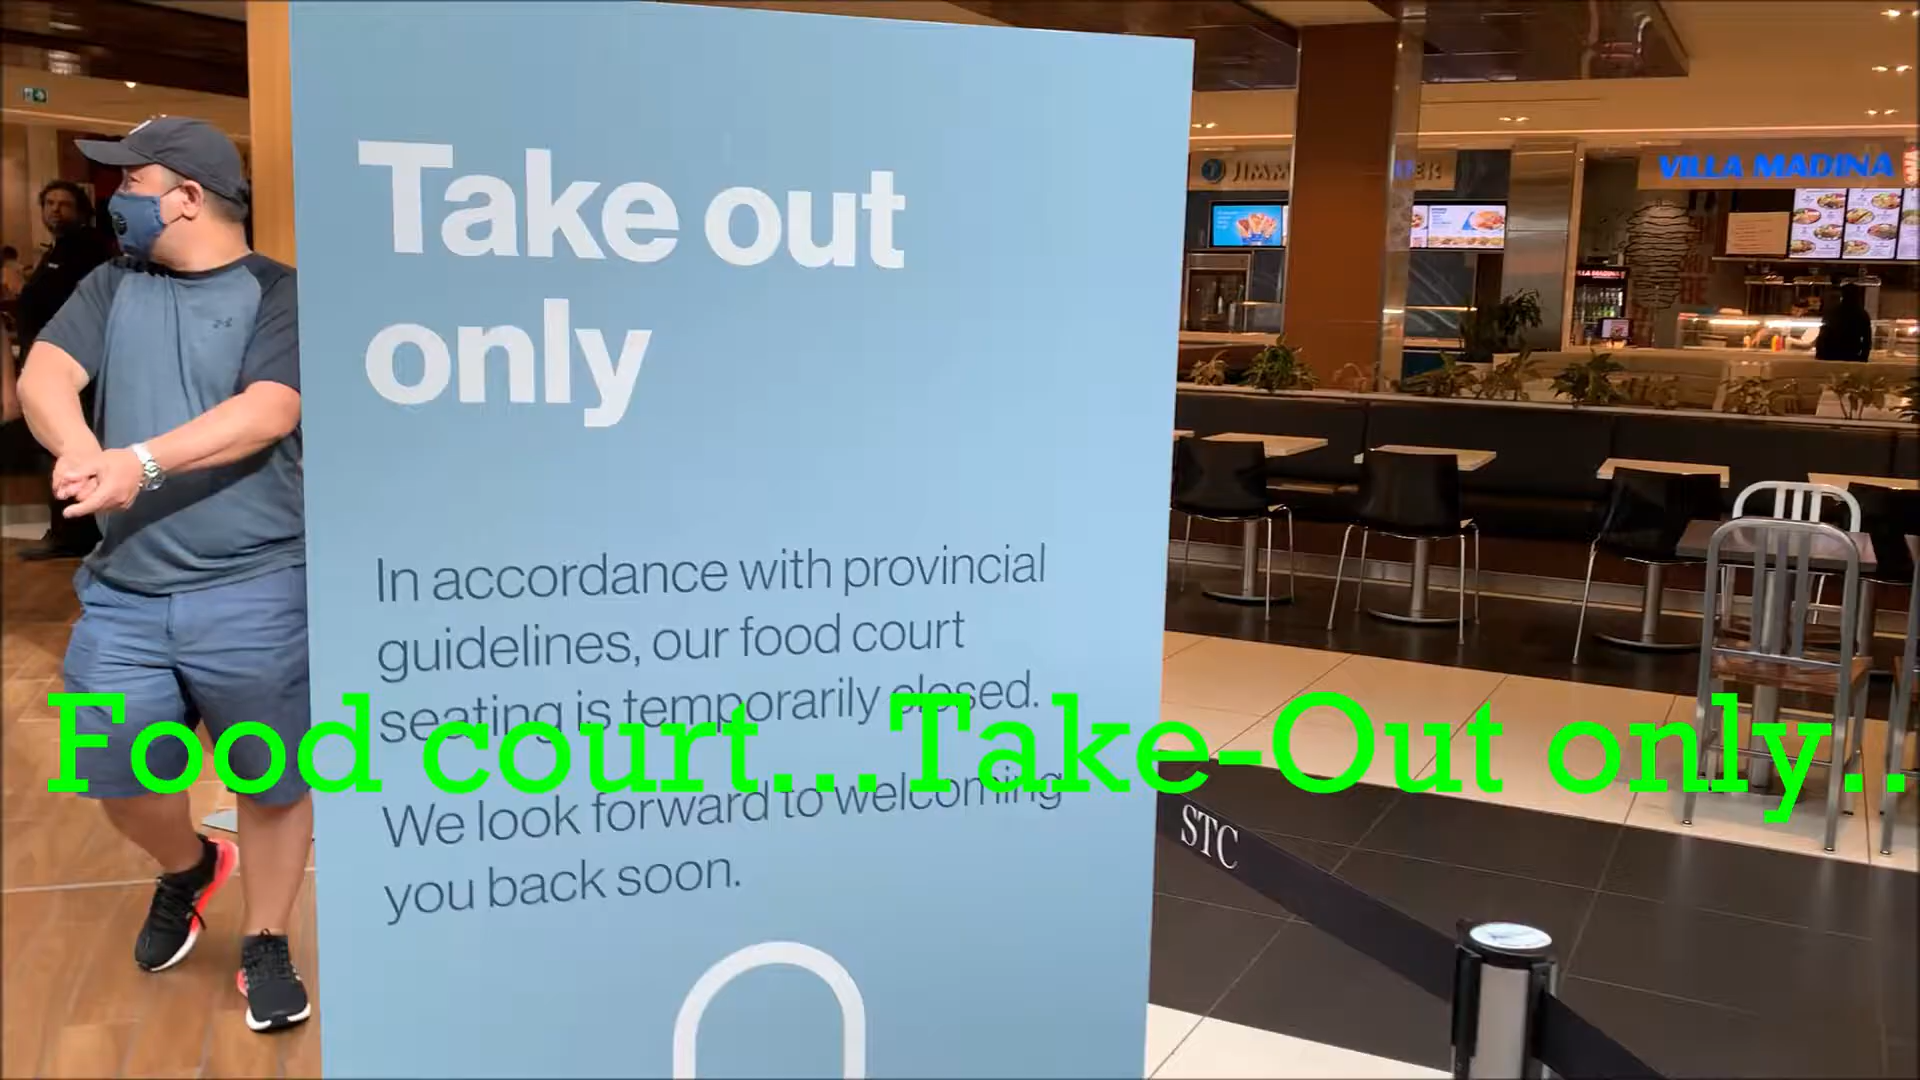 Take out
only
In accordance with provincial
guidelines, our food court
seating is temporarily closed.
We look forward to welcoming
you back soon.
Food court...Take-Out only..
STC
JIMM
VILLA MADINA